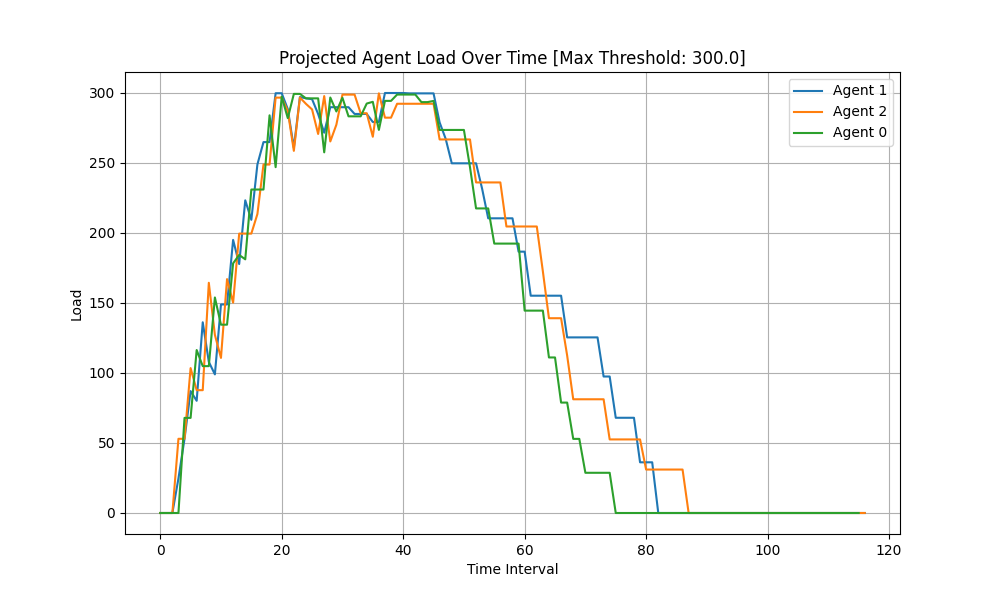 Projected Agent Load Over Time [Max Threshold: 300.0]
Agent 1
Agent 2
Agent 0
Load
300
250
200
150
100
50
0
0 20 40 60 80 100 120
Time Interval